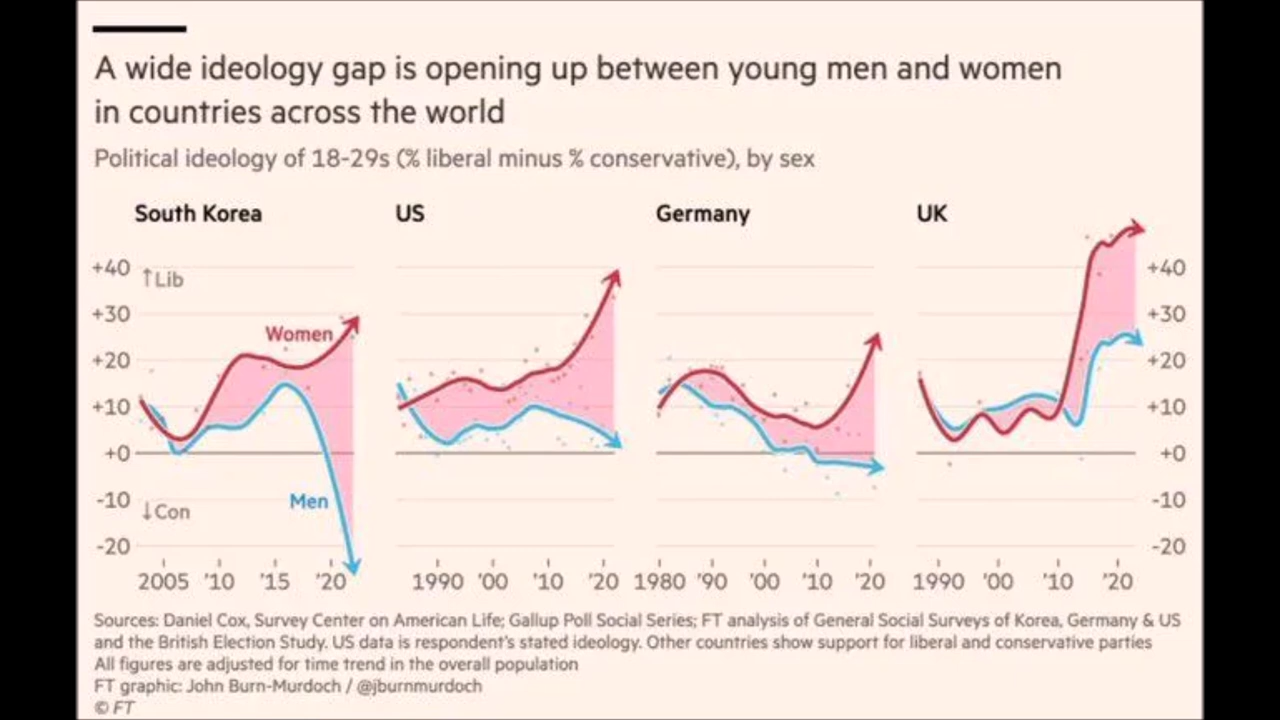 A wide ideology gap is opening up between young men and women
in countries across the world
Political ideology of 18-29s (% liberal minus % conservative), by sex
South Korea
US
Germany
UK
+40
↑Lib
+30
Women
+20
+10
+0
-10
Men
↓Con
-20
+40
+30
+20
+10
+0
-10
-20
2005 '10 '15 '20
1990 '00 '10 '20
1980 '90 '00 '10 '20
1990 '00 '10 '20
Sources: Daniel Cox, Survey Center on American Life; Gallup Poll Social Series; FT analysis of General Social Surveys of Korea, Germany & US
and the British Election Study. US data is respondent's stated ideology. Other countries show support for liberal and conservative parties
All figures are adjusted for time trend in the overall population
FT graphic: John Burn-Murdoch / @jburnmurdoch
© FT